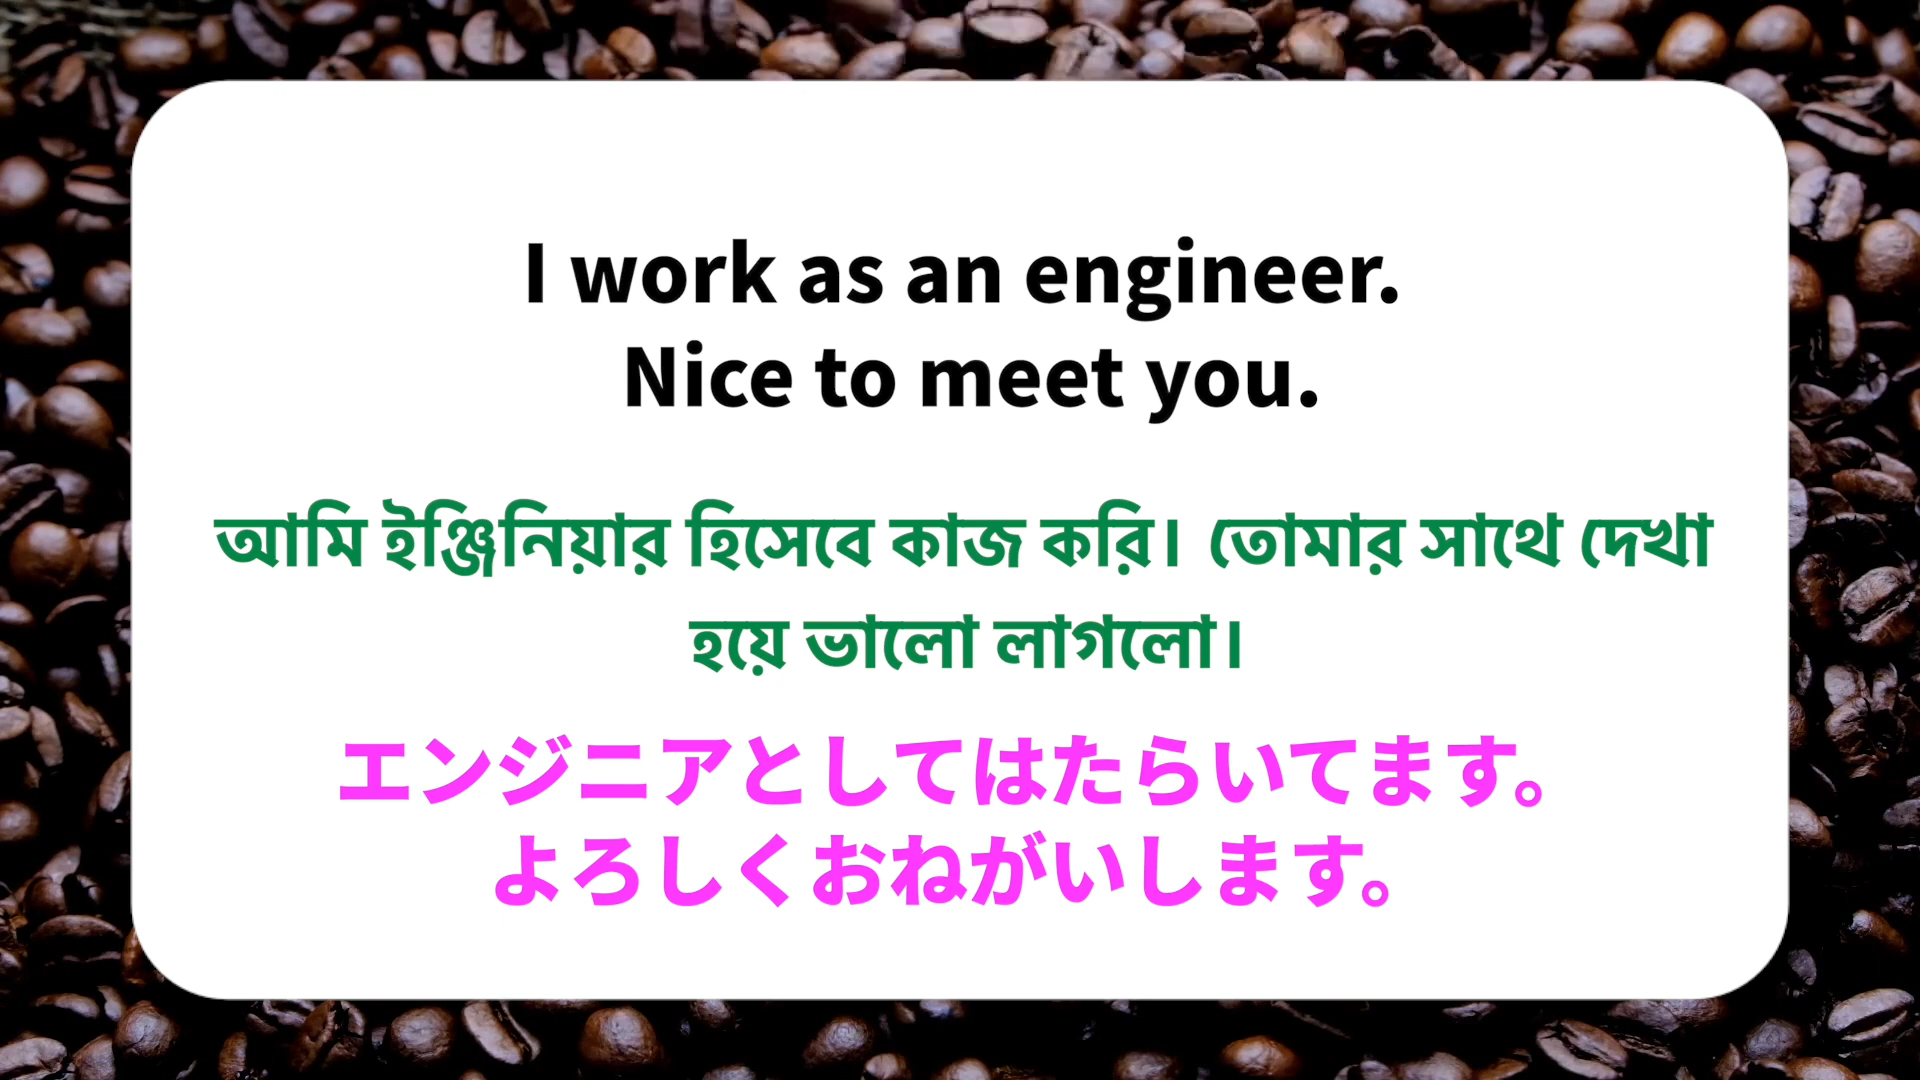 I work as an engineer.
Nice to meet you.
আমি ইঞ্জিনিয়ার হিসেবে কাজ করি। তোমার সাথে দেখা
হয়ে ভালো লাগলো।
エンジニアとしてはたらいてます。
よろしくおねがいします。